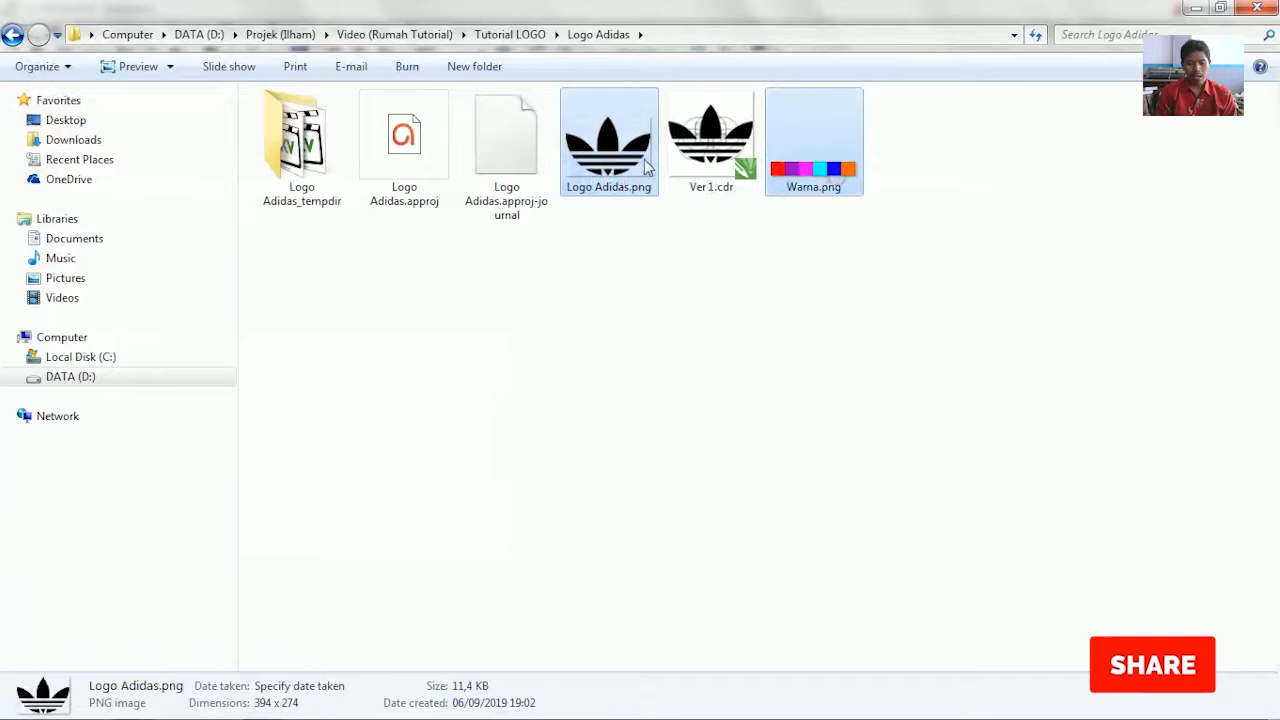 Computer DATA (D:) Projek (Ilham) Video (Rumah Tutorial) Tutorial LOGO Logo Adidas
Search Logo Adidas
Organize Preview Slide show Print E-mail Burn New folder
Favorites
Desktop
Downloads
Recent Places
OneDrive
Libraries
Documents
Music
Pictures
Videos
Computer
Local Disk (C:)
DATA (D:)
Network
Logo
Adidas_tempdir
Logo
Adidas.approj
Logo
Adidas.approj-jo
urnal
Logo Adidas.png
Ver1.cdr
Warna.png
SHARE
Logo Adidas.png Date taken: Specify date taken Size: 11,4 KB
PNG image Dimensions: 394 x 274 Date created: 06/09/2019 19:02